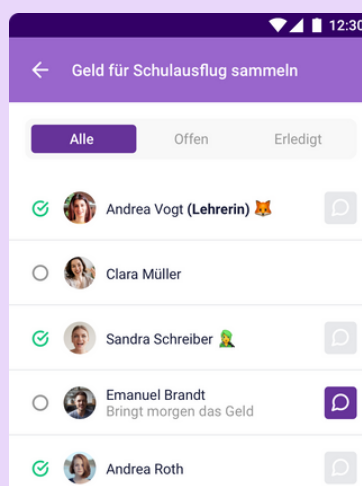 12:30
Geld für Schulausflug sammeln
Alle Offen Erledigt
Andrea Vogt (Lehrerin)
Clara Müller
Sandra Schreiber
Emanuel Brandt
Bringt morgen das Geld
Andrea Roth